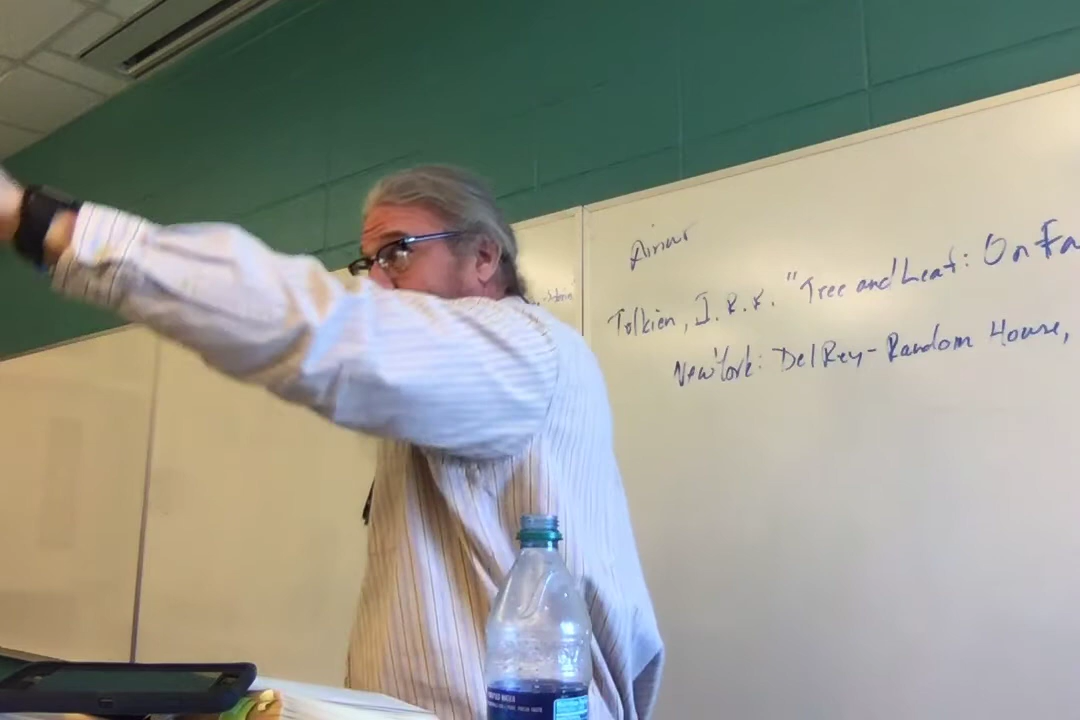 Tolkien, J. R. R. "Tree and Leaf: On Fa
New York: Del Rey-Random House,